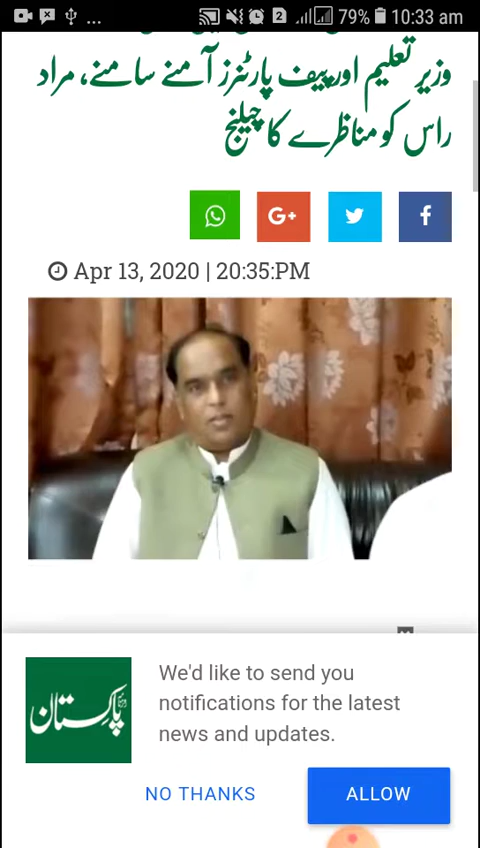 79% 10:33 am
وزیر تعلیم اور پیف پارٹنرز آمنے سامنے، مراد
راس کو مناظرے کا چیلنج
Apr 13, 2020 | 20:35:PM
پاکستان
We'd like to send you
notifications for the latest
news and updates.
NO THANKS
ALLOW